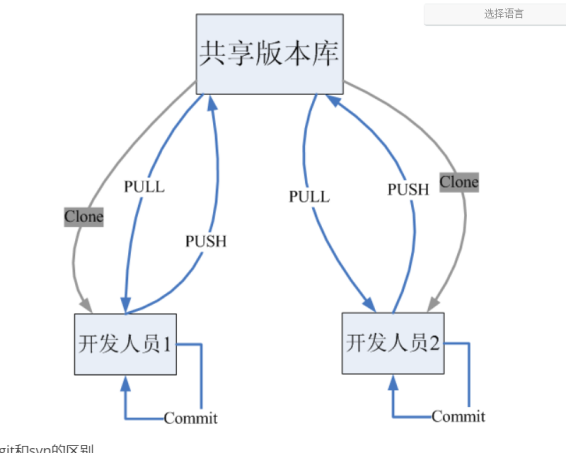 选择语言
共享版本库
PULL
PUSH
Clone
PULL
PUSH
Clone
开发人员1
开发人员2
Commit
Commit
git和svn的区别